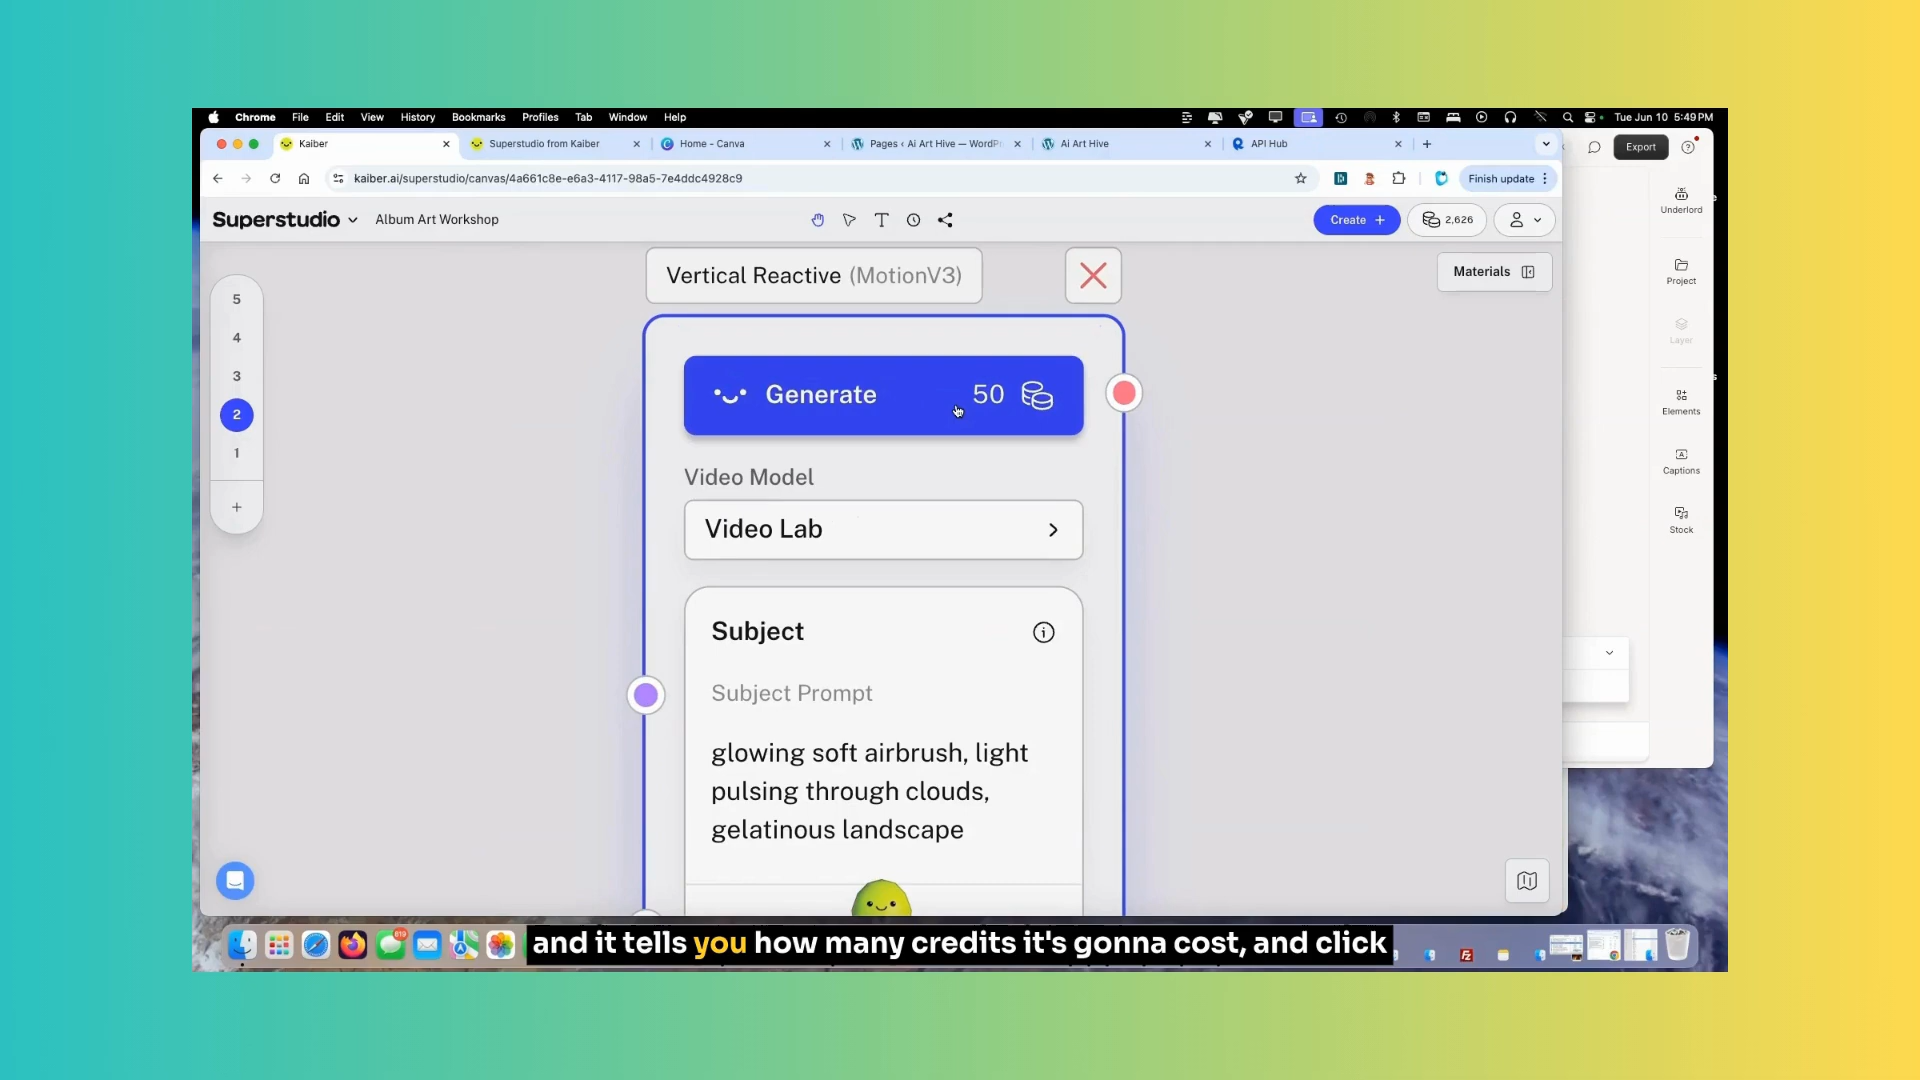 Chrome File Edit View History Bookmarks Profiles Tab Window Help Tue Jun 10 5:49 PM
Kaiber Superstudio from Kaiber Home - Canva Pages ‹ Ai Art Hive — WordPr Ai Art Hive API Hub
kaiber.ai/superstudio/canvas/4a661c8e-e6a3-4117-98a5-7e4ddc4928c9 Finish update
Export
Superstudio Album Art Workshop Create + 2,626
Underlord
Vertical Reactive (MotionV3)
Materials
Project
5
4
3
2
1
+
Layer
Generate 50
Elements
Video Model
Captions
Video Lab
Stock
Subject
Subject Prompt
glowing soft airbrush, light
pulsing through clouds,
gelatinous landscape
819
and it tells you how many credits it's gonna cost, and click